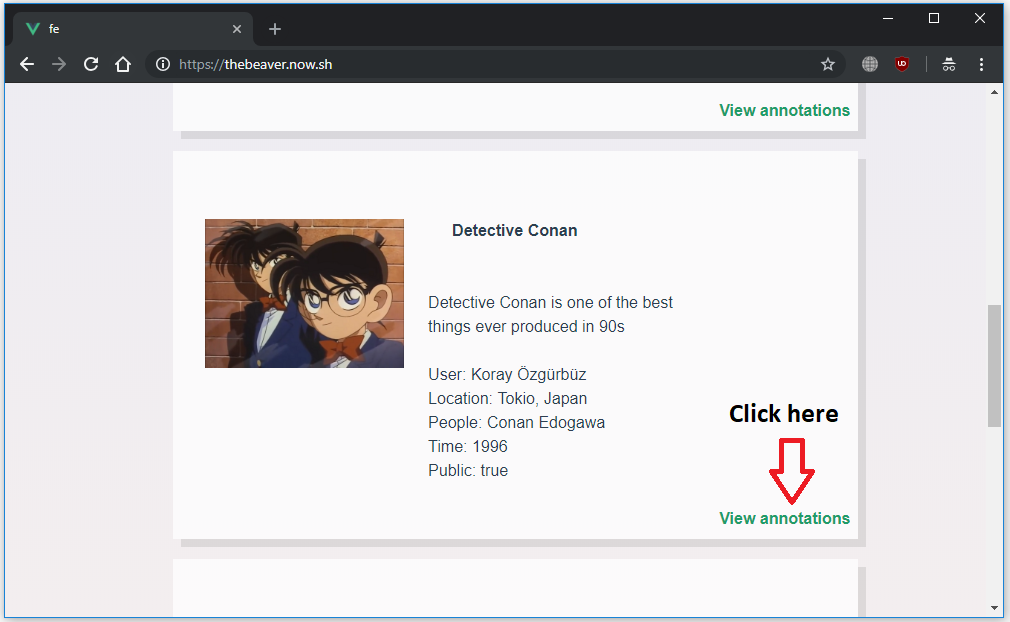 fe
https://thebeaver.now.sh
View annotations
Detective Conan
Detective Conan is one of the best
things ever produced in 90s
User: Koray Özgürbüz
Location: Tokio, Japan
People: Conan Edogawa
Time: 1996
Public: true
Click here
View annotations